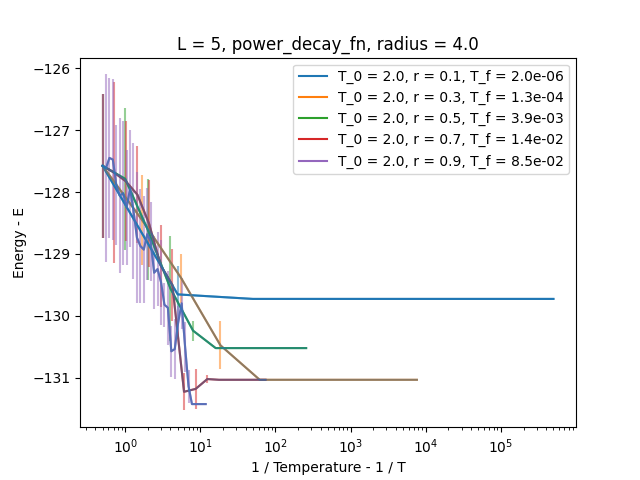 L = 5, power_decay_fn, radius = 4.0
T_0 = 2.0, r = 0.1, T_f = 2.0e-06
T_0 = 2.0, r = 0.3, T_f = 1.3e-04
T_0 = 2.0, r = 0.5, T_f = 3.9e-03
T_0 = 2.0, r = 0.7, T_f = 1.4e-02
T_0 = 2.0, r = 0.9, T_f = 8.5e-02
Energy - E
−126
−127
−128
−129
−130
−131
10⁰ 10¹ 10² 10³ 10⁴ 10⁵
1 / Temperature - 1 / T